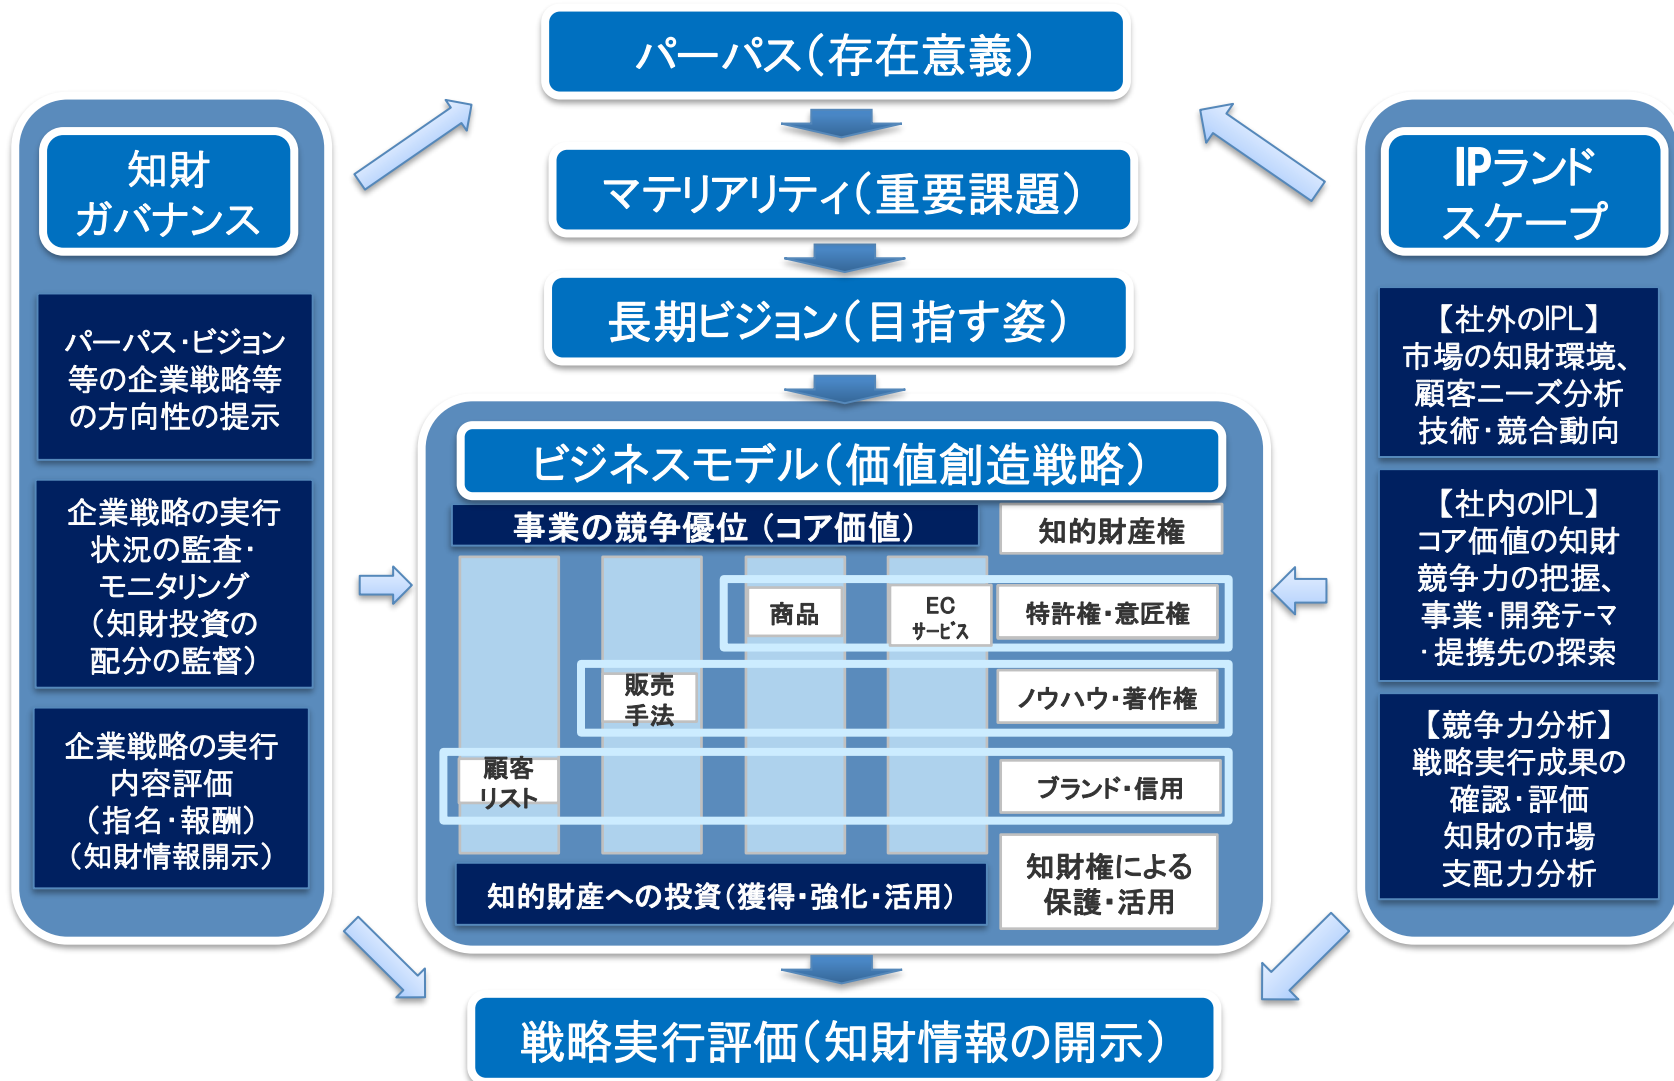 パーパス（存在意義）
マテリアリティ（重要課題）
長期ビジョン（目指す姿）
知財
ガバナンス
パーパス・ビジョン
等の企業戦略等
の方向性の提示
企業戦略の実行
状況の監査・
モニタリング
（知財投資の
配分の監督）
企業戦略の実行
内容評価
（指名・報酬）
（知財情報開示）
ビジネスモデル（価値創造戦略）
事業の競争優位（コア価値）
知的財産権
商品
EC
サービス
特許権・意匠権
販売
手法
ノウハウ・著作権
顧客
リスト
ブランド・信用
知的財産への投資（獲得・強化・活用）
知財権による
保護・活用
IPランド
スケープ
【社外のIPL】
市場の知財環境、
顧客ニーズ分析
技術・競合動向
【社内のIPL】
コア価値の知財
競争力の把握、
事業・開発テーマ
・提携先の探索
【競争力分析】
戦略実行成果の
確認・評価
知財の市場
支配力分析
戦略実行評価（知財情報の開示）